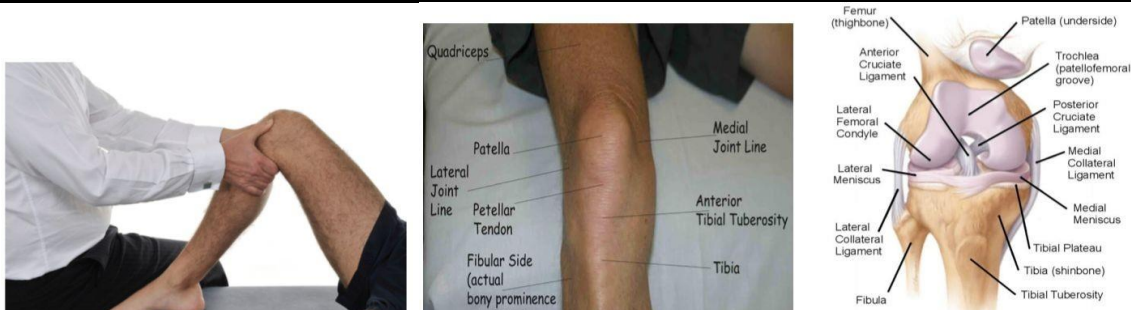 Quadriceps
Patella
Lateral
Joint
Line
Petellar
Tendon
Fibular Side
(actual
bony prominence
Medial
Joint Line
Anterior
Tibial Tuberosity
Tibia
Femur
(thighbone)
Anterior
Cruciate
Ligament
Lateral
Femoral
Condyle
Lateral
Meniscus
Lateral
Collateral
Ligament
Fibula
Patella (underside)
Trochlea
(patellofemoral
groove)
Posterior
Cruciate
Ligament
Medial
Collateral
Ligament
Medial
Meniscus
Tibial Plateau
Tibia (shinbone)
Tibial Tuberosity